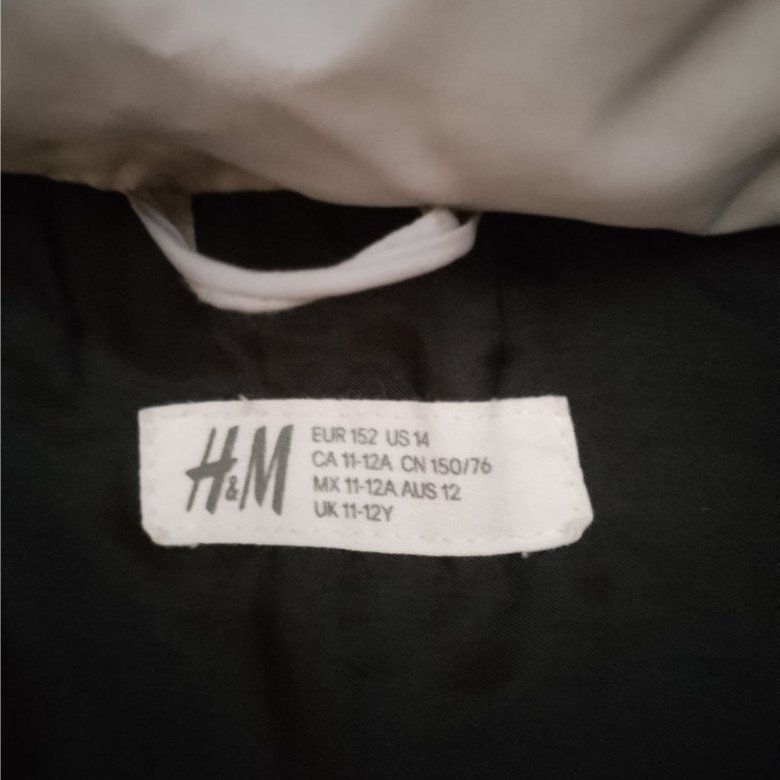 H&M
EUR 152 US 14
CA 11-12A CN 150/76
MX 11-12A AUS 12
UK 11-12Y